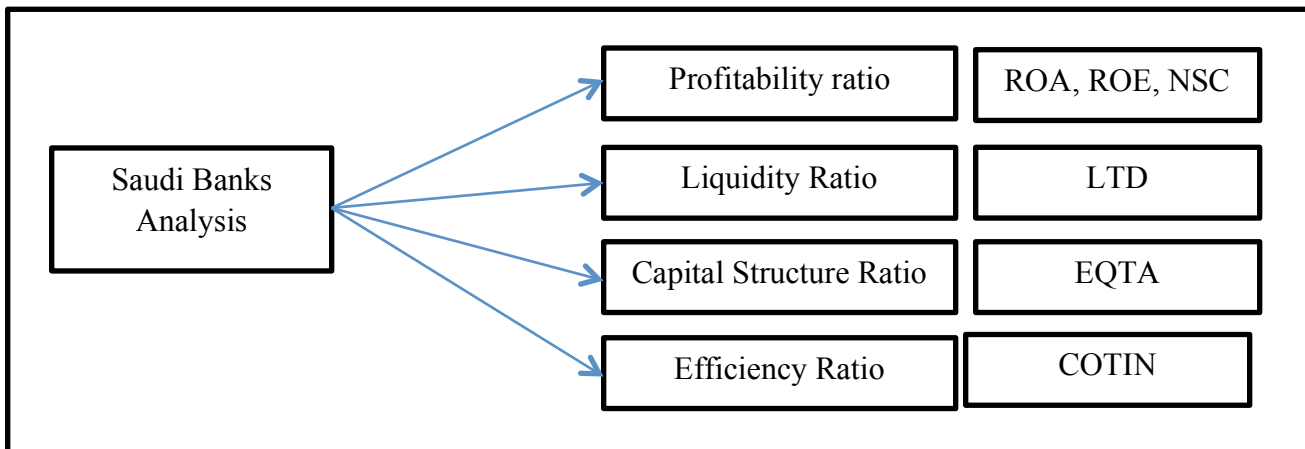 Saudi Banks
Analysis
Profitability ratio
ROA, ROE, NSC
Liquidity Ratio
LTD
Capital Structure Ratio
EQTA
Efficiency Ratio
COTIN